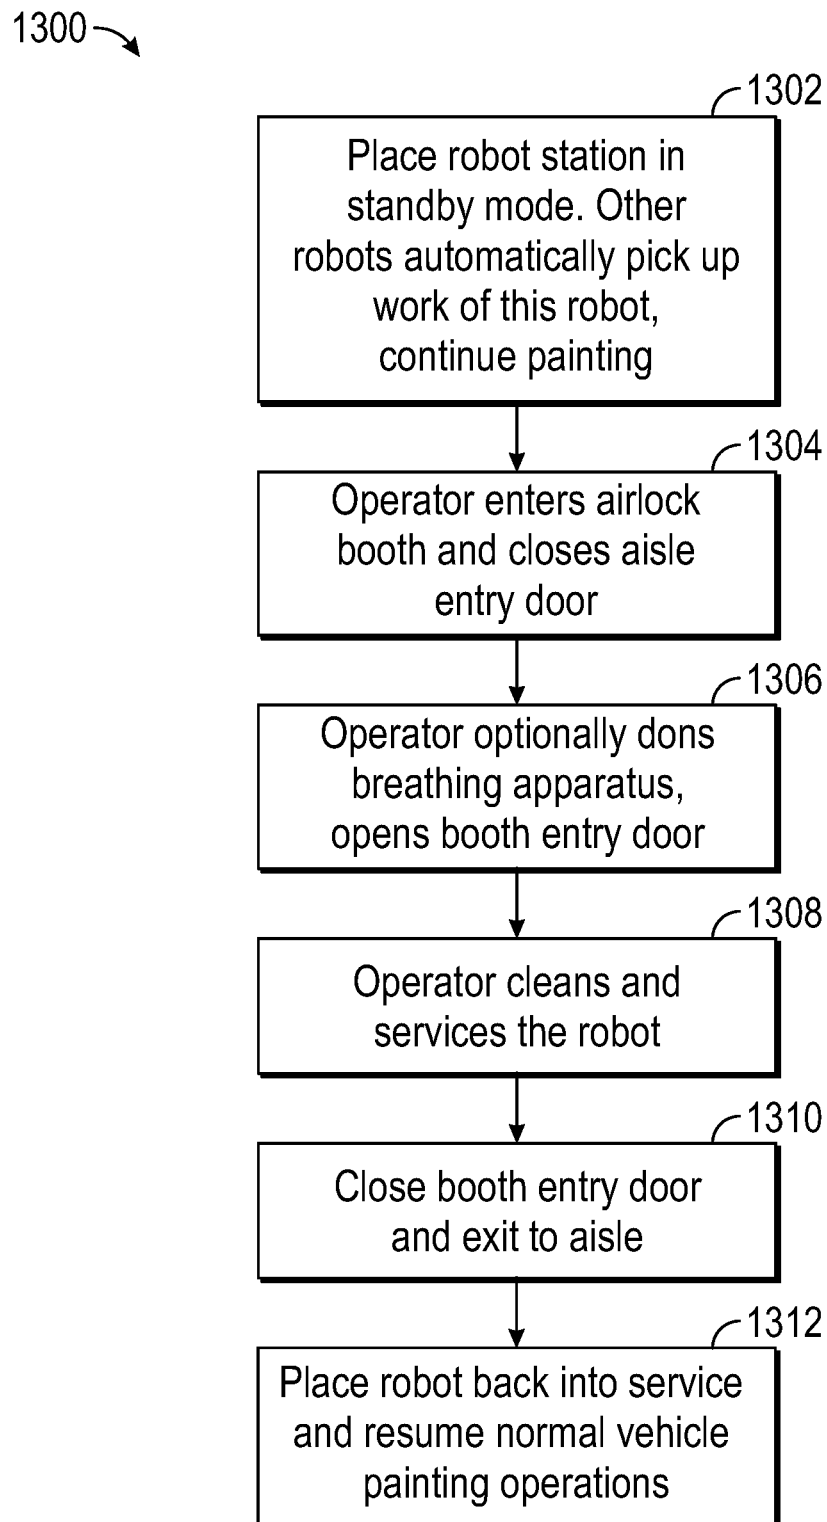 1300
1302
Place robot station in
standby mode. Other
robots automatically pick up
work of this robot,
continue painting
1304
Operator enters airlock
booth and closes aisle
entry door
1306
Operator optionally dons
breathing apparatus,
opens booth entry door
1308
Operator cleans and
services the robot
1310
Close booth entry door
and exit to aisle
1312
Place robot back into service
and resume normal vehicle
painting operations